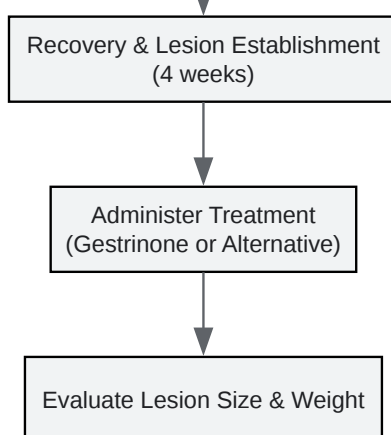 Recovery & Lesion Establishment
(4 weeks)
Administer Treatment
(Gestrinone or Alternative)
Evaluate Lesion Size & Weight